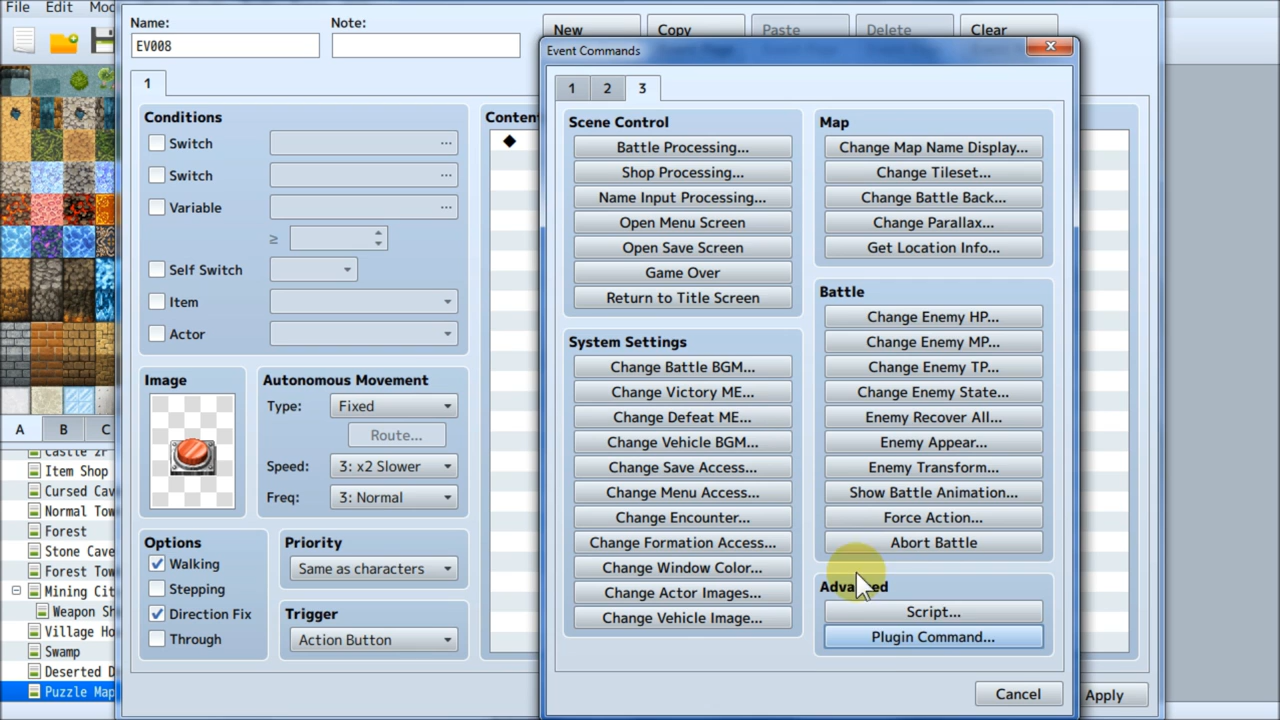 File Edit Mod
Name:
Note:
EV008
New
Copy
Paste
Delete
Clear
1
Conditions
Switch
...
Switch
...
Variable
...
≥
Self Switch
Item
Actor
Image
Autonomous Movement
Type:
Fixed
Route...
Speed:
3: x2 Slower
Freq:
3: Normal
Options
Walking
Stepping
Direction Fix
Through
Priority
Same as characters
Trigger
Action Button
Event Commands
1 2 3
Scene Control
Battle Processing...
Shop Processing...
Name Input Processing...
Open Menu Screen
Open Save Screen
Game Over
Return to Title Screen
System Settings
Change Battle BGM...
Change Victory ME...
Change Defeat ME...
Change Vehicle BGM...
Change Save Access...
Change Menu Access...
Change Encounter...
Change Formation Access...
Change Window Color...
Change Actor Images...
Change Vehicle Image...
Map
Change Map Name Display...
Change Tileset...
Change Battle Back...
Change Parallax...
Get Location Info...
Battle
Change Enemy HP...
Change Enemy MP...
Change Enemy TP...
Change Enemy State...
Enemy Recover All...
Enemy Appear...
Enemy Transform...
Show Battle Animation...
Force Action...
Abort Battle
Advanced
Script...
Plugin Command...
Cancel
Apply
A B C
Castle 2F
Item Shop
Cursed Cav
Normal Tow
Forest
Stone Cave
Forest Tow
Mining Cit
Weapon Sh
Village Ho
Swamp
Deserted D
Puzzle Map